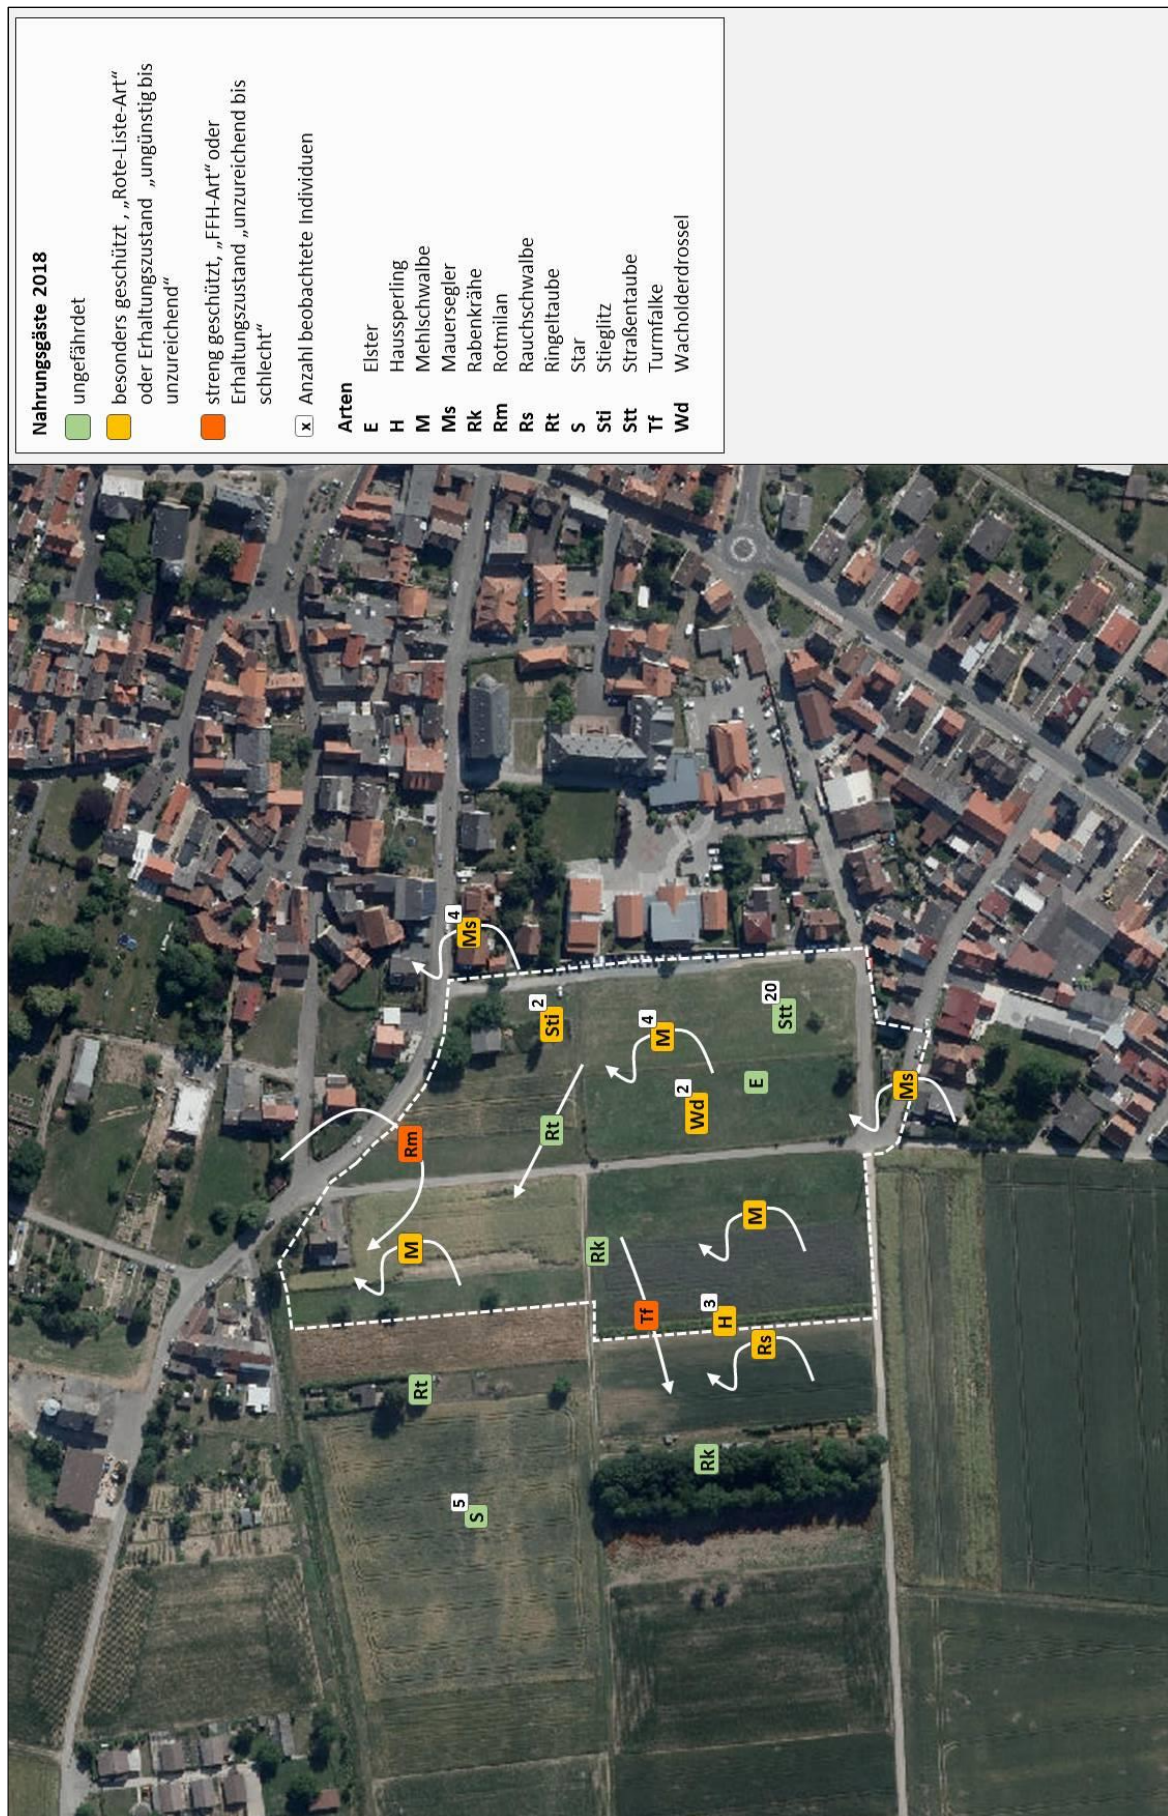 Nahrungsgäste 2018
ungefährdet
besonders geschützt , „Rote-Liste-Art“
oder Erhaltungszustand „ungünstig bis
unzureichend“
streng geschützt, „FFH-Art“ oder
Erhaltungszustand „unzureichend bis
schlecht“
x Anzahl beobachtete Individuen
Arten
E Elster
H Haussperling
M Mehlschwalbe
Ms Mauersegler
Rk Rabenkrähe
Rm Rotmilan
Rs Rauchschwalbe
Rt Ringeltaube
S Star
Sti Stieglitz
Stt Straßentaube
Tf Turmfalke
Wd Wacholderdrossel
Rm
M
Rt
S 5
Ms 4
Sti 2
Rt
Rk
Tf
M 4
Wd 2
E
Stt 20
M
H 3
Rs
Rk
Ms